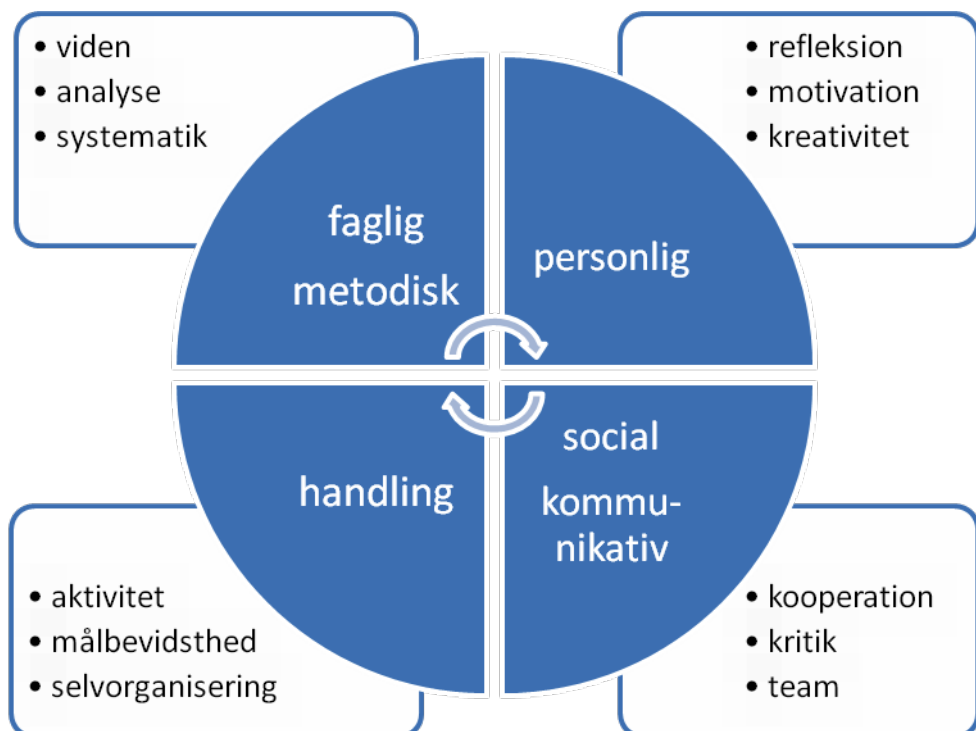 • viden
• analyse
• systematik
• refleksion
• motivation
• kreativitet
faglig
metodisk
personlig
handling
social
kommu-
nikativ
• aktivitet
• målbevidsthed
• selvorganisering
• kooperation
• kritik
• team